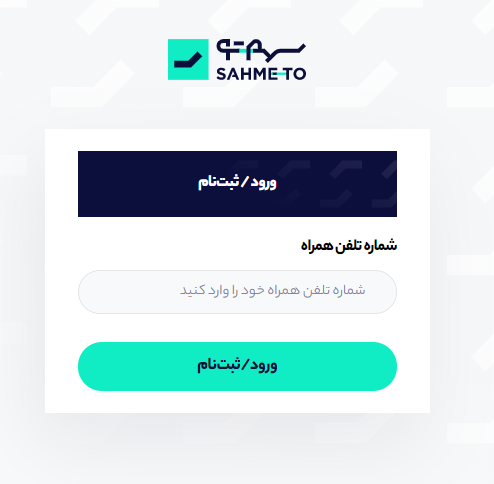 سهم تو
SAHMETO
ورود / ثبت‌نام
شماره تلفن همراه
شماره تلفن همراه خود را وارد کنید
ورود/ثبت‌نام